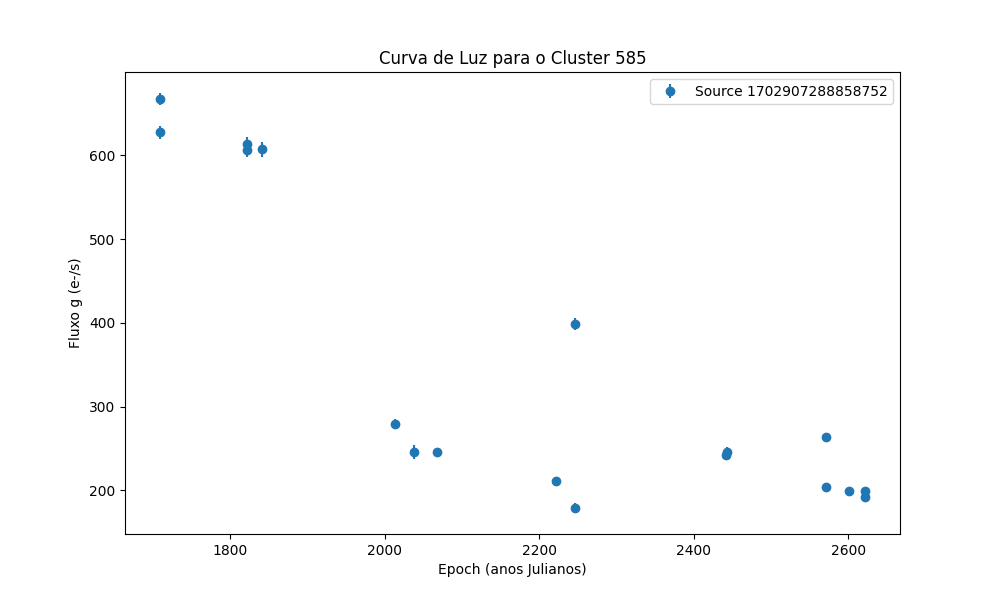 Curva de Luz para o Cluster 585
Source 1702907288858752
600
500
400
300
200
Fluxo g (e-/s)
1800 2000 2200 2400 2600
Epoch (anos Julianos)